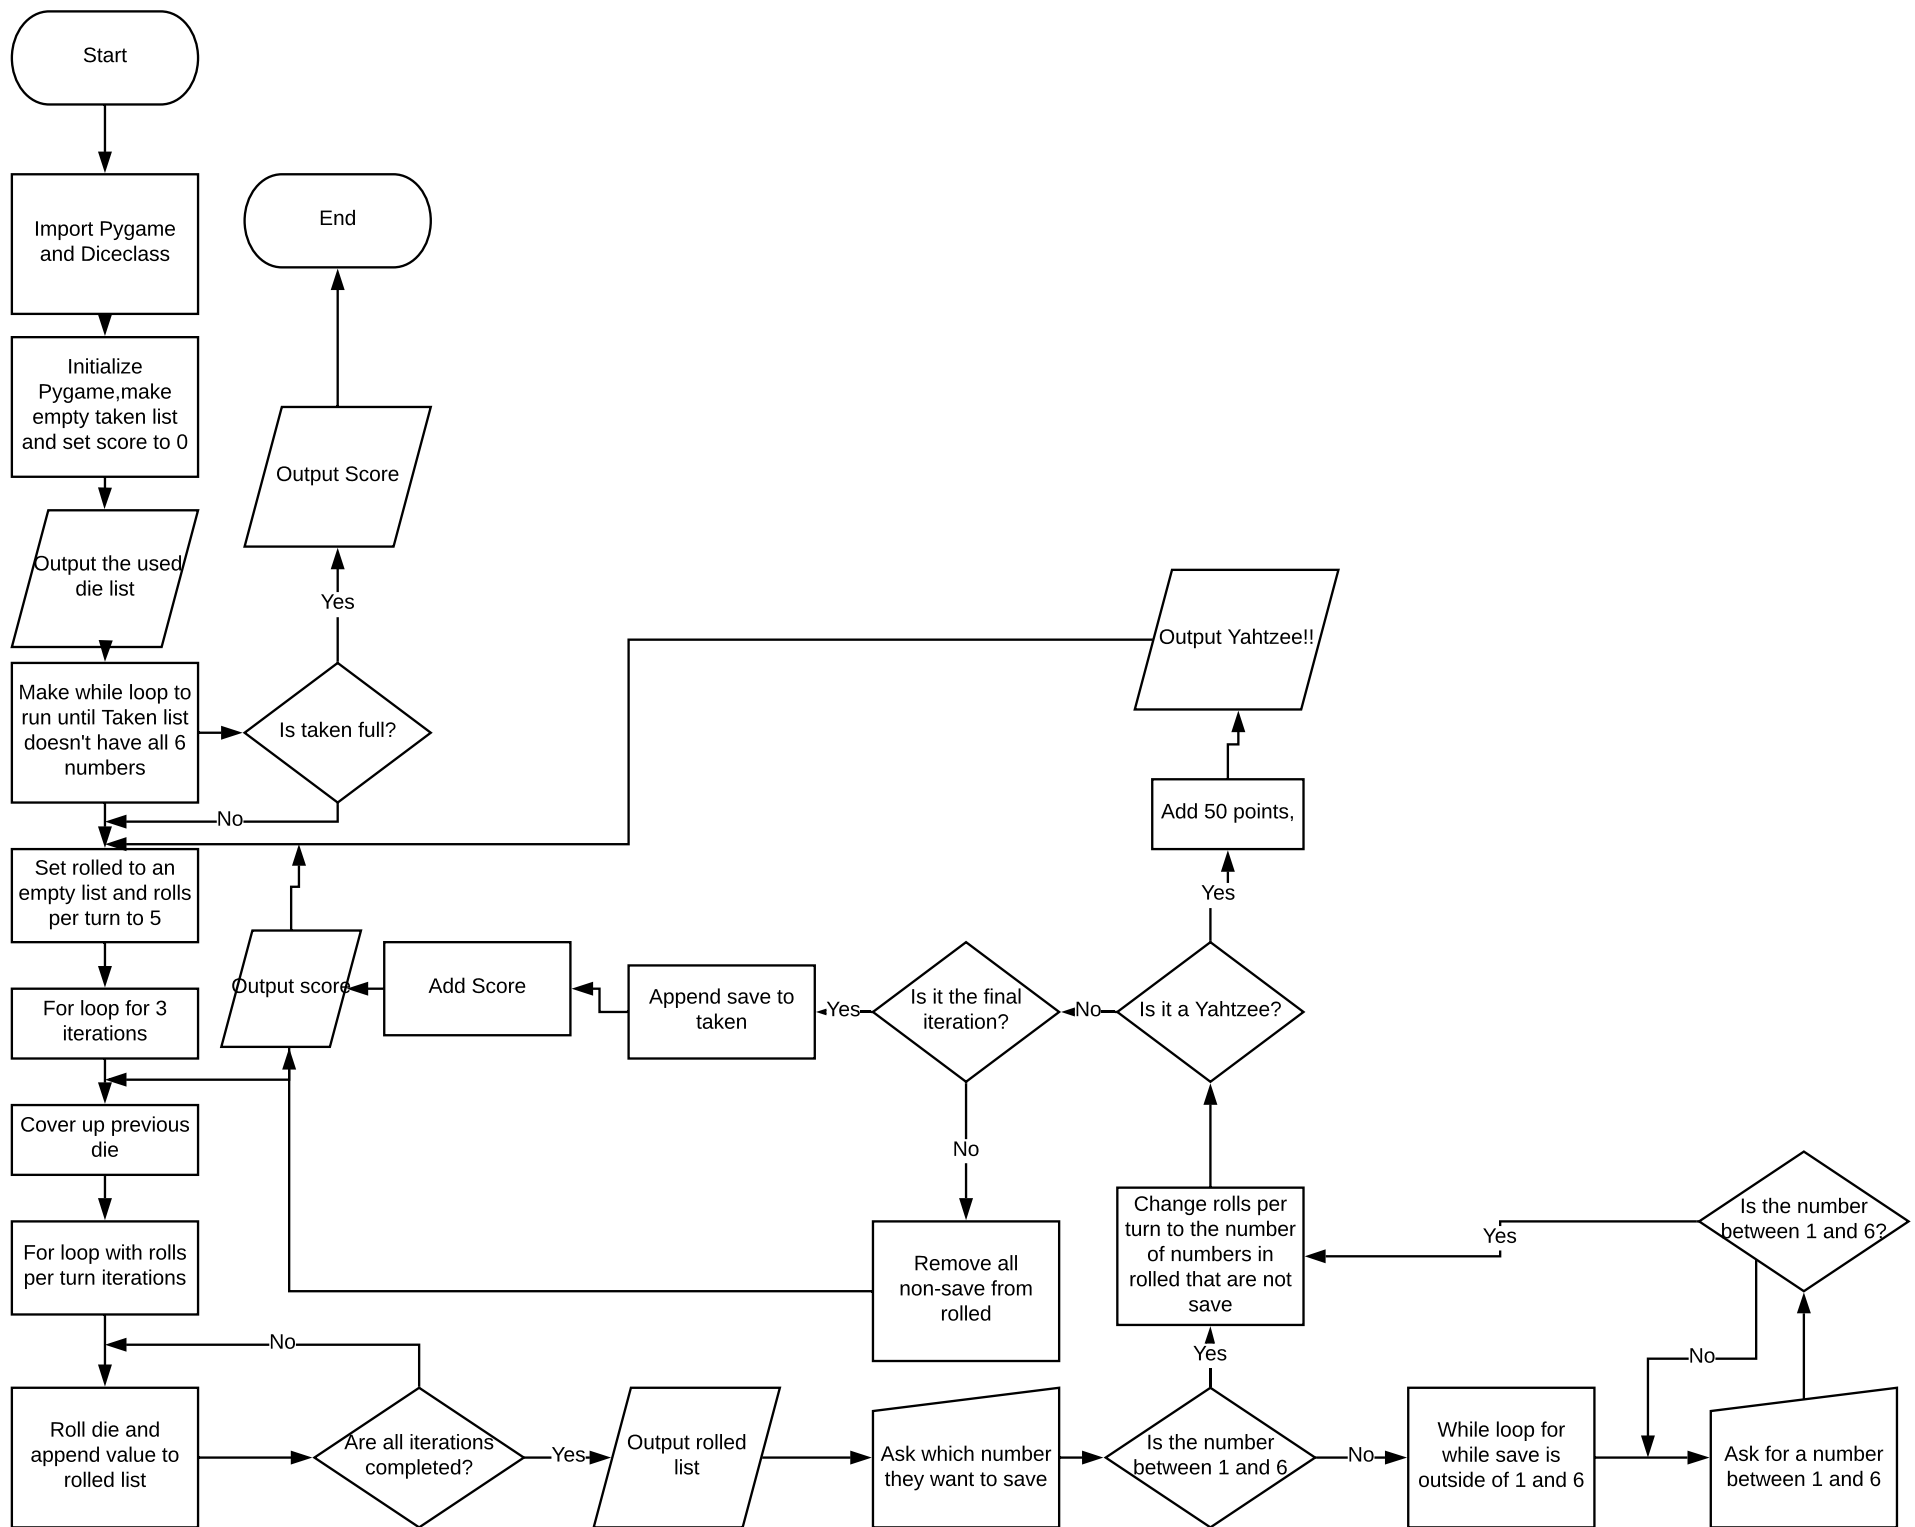 Start
Import Pygame
and Diceclass
End
Initialize
Pygame,make
empty taken list
and set score to 0
Output Score
Output the used
die list
Yes
Output Yahtzee!!
Make while loop to
run until Taken list
doesn't have all 6
numbers
Is taken full?
No
Add 50 points,
Set rolled to an
empty list and rolls
per turn to 5
Yes
Output score
Add Score
Append save to
taken
Yes
Is it the final
iteration?
No
Is it a Yahtzee?
For loop for 3
iterations
Cover up previous
die
No
For loop with rolls
per turn iterations
Remove all
non-save from
rolled
Change rolls per
turn to the number
of numbers in
rolled that are not
save
Yes
Is the number
between 1 and 6?
No
Yes
No
Roll die and
append value to
rolled list
Are all iterations
completed?
Yes
Output rolled
list
Ask which number
they want to save
Is the number
between 1 and 6
No
While loop for
while save is
outside of 1 and 6
Ask for a number
between 1 and 6